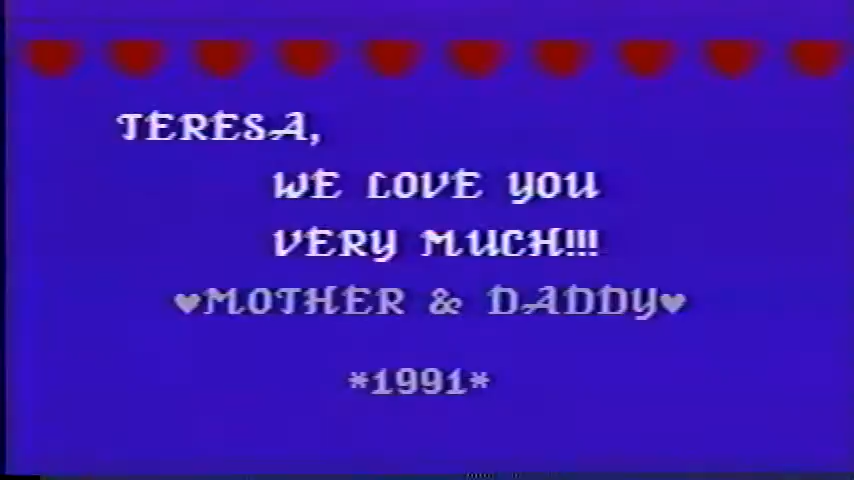 TERESA,
WE LOVE YOU
VERY MUCH!!!
♥MOTHER & DADDY♥
*1991*